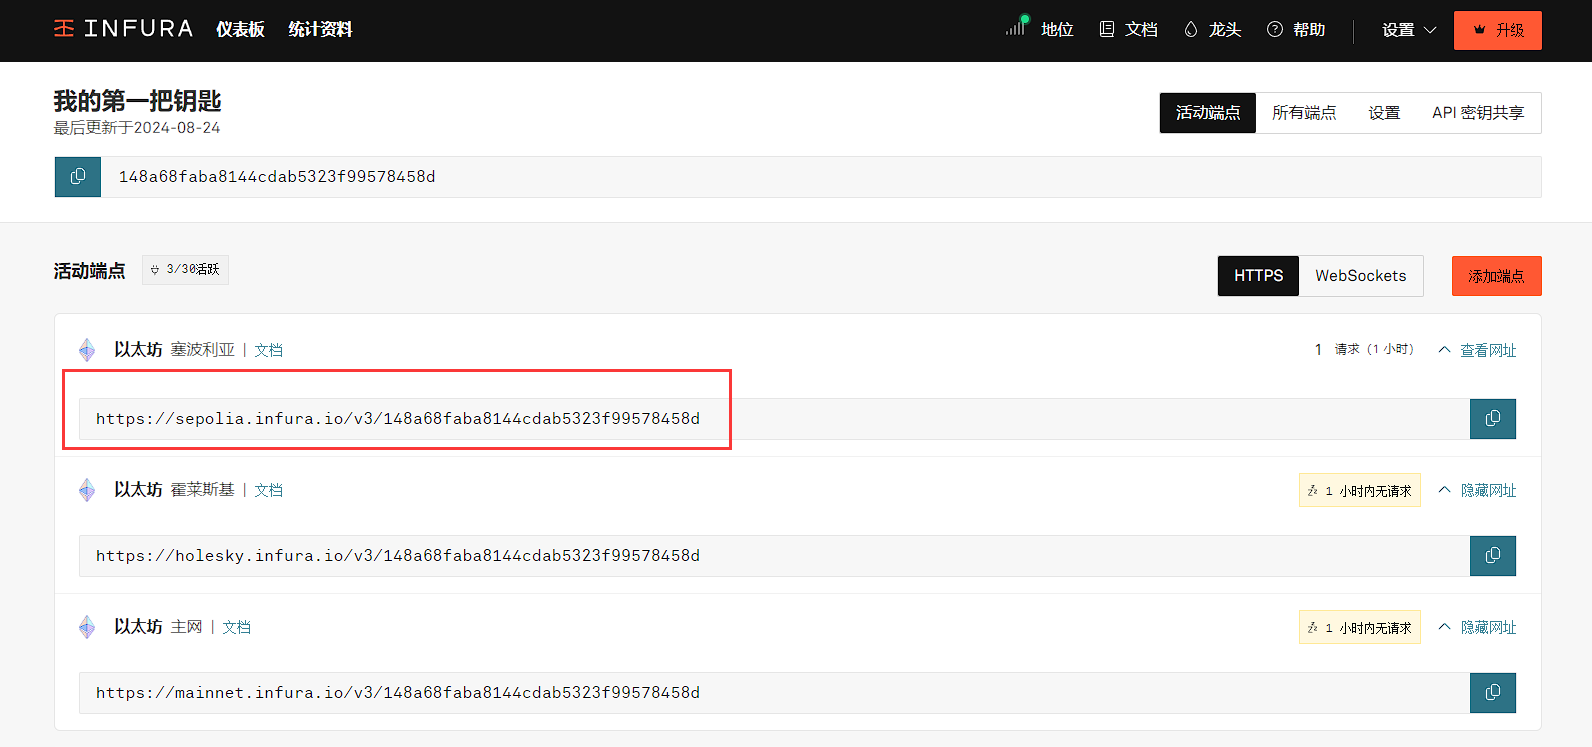 INFURA 仪表板 统计资料 地位 文档 龙头 帮助 设置 升级
我的第一把钥匙
最后更新于2024-08-24
活动端点 所有端点 设置 API 密钥共享
148a68faba8144cdab5323f99578458d
活动端点 3/30活跃 HTTPS WebSockets 添加端点
以太坊 塞波利亚 | 文档 1 请求（1 小时） 查看网址
https://sepolia.infura.io/v3/148a68faba8144cdab5323f99578458d
以太坊 霍莱斯基 | 文档 1 小时内无请求 隐藏网址
https://holesky.infura.io/v3/148a68faba8144cdab5323f99578458d
以太坊 主网 | 文档 1 小时内无请求 隐藏网址
https://mainnet.infura.io/v3/148a68faba8144cdab5323f99578458d